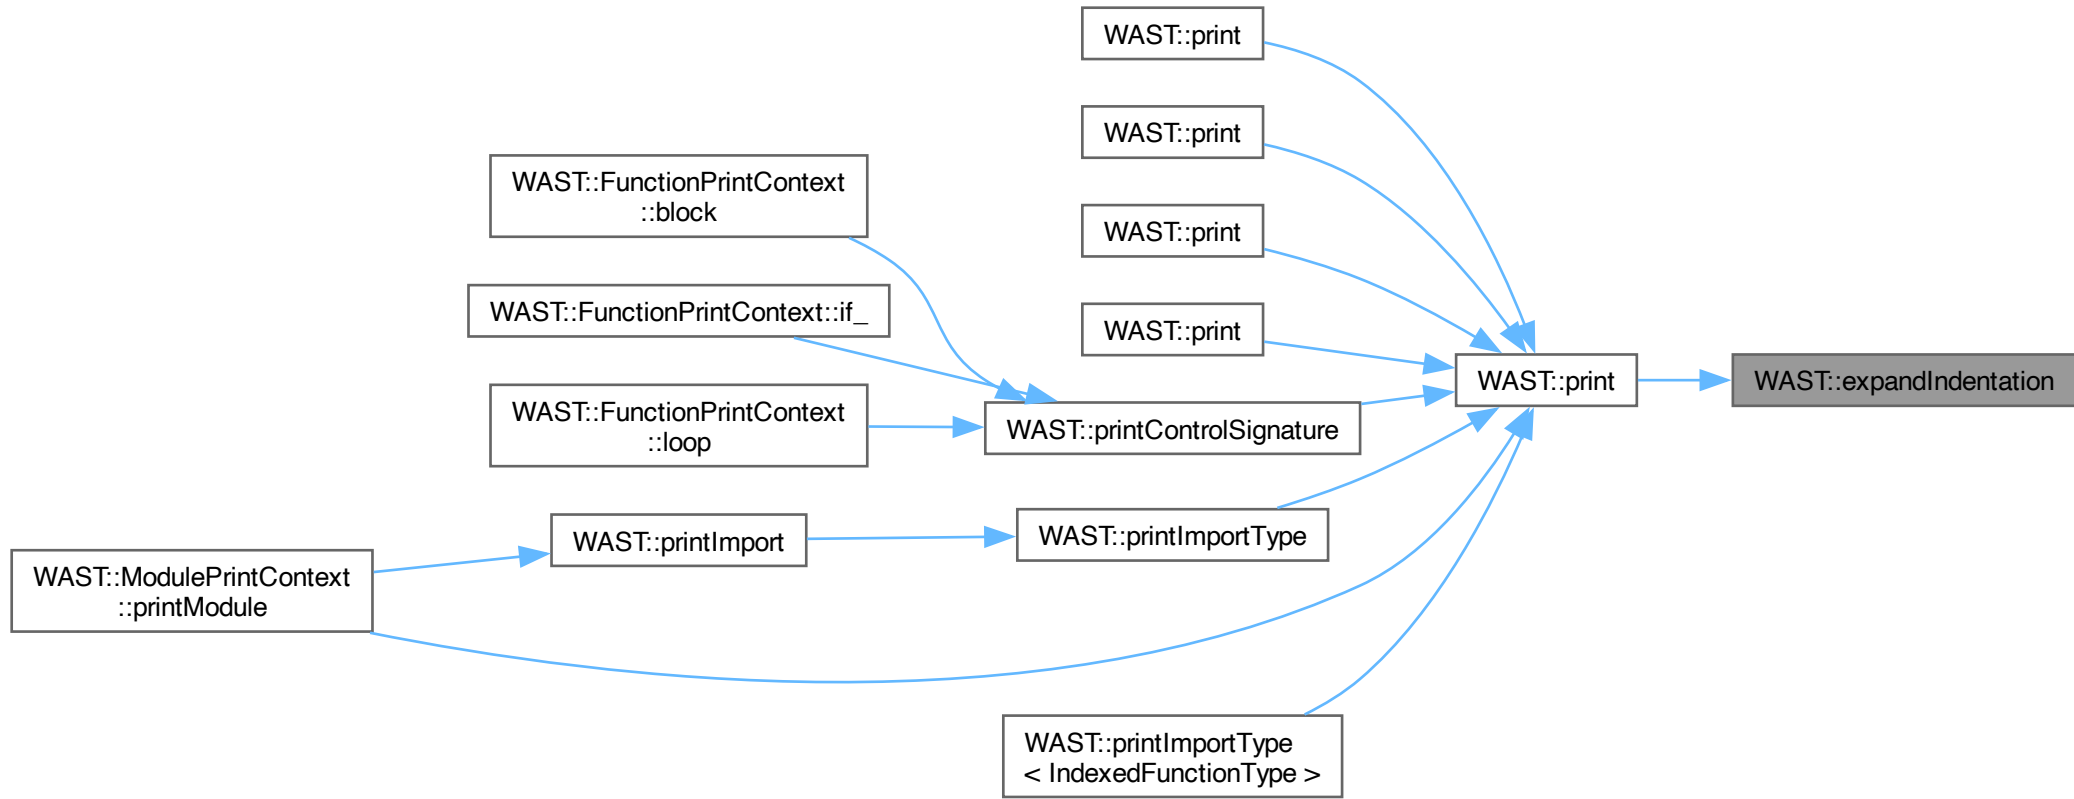 WAST::print
WAST::print
WAST::FunctionPrintContext
::block
WAST::print
WAST::FunctionPrintContext::if_
WAST::print
WAST::print
WAST::expandIndentation
WAST::FunctionPrintContext
::loop
WAST::printControlSignature
WAST::printImport
WAST::printImportType
WAST::ModulePrintContext
::printModule
WAST::printImportType
< IndexedFunctionType >